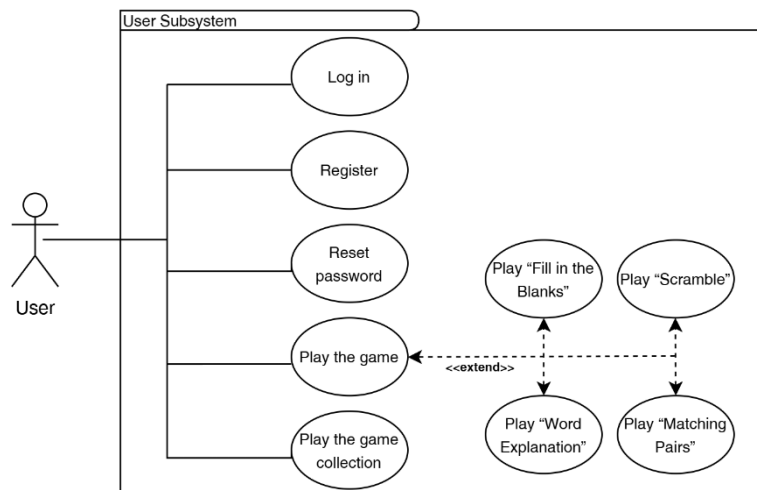 User Subsystem
Log in
Register
Reset
password
Play “Fill in the
Blanks”
Play “Scramble”
User
Play the game
<<extend>>
Play “Word
Explanation”
Play “Matching
Pairs”
Play the game
collection